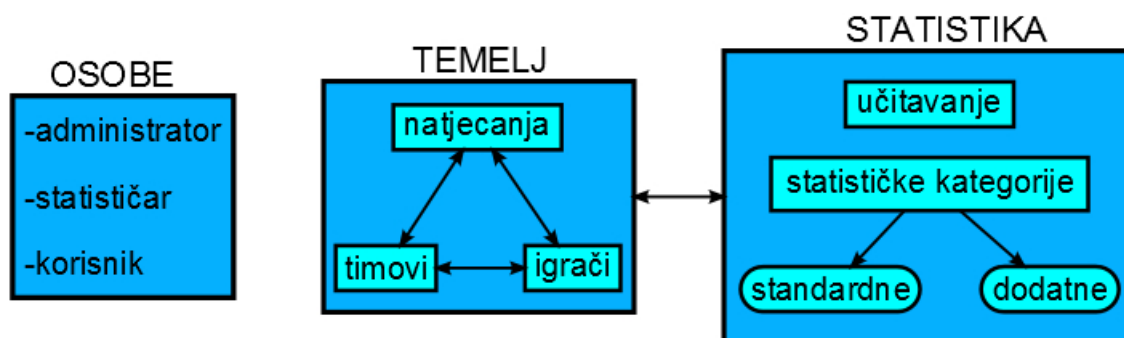 OSOBE
-administrator
-statističar
-korisnik
TEMELJ
natjecanja
timovi
igrači
STATISTIKA
učitavanje
statističke kategorije
standardne
dodatne